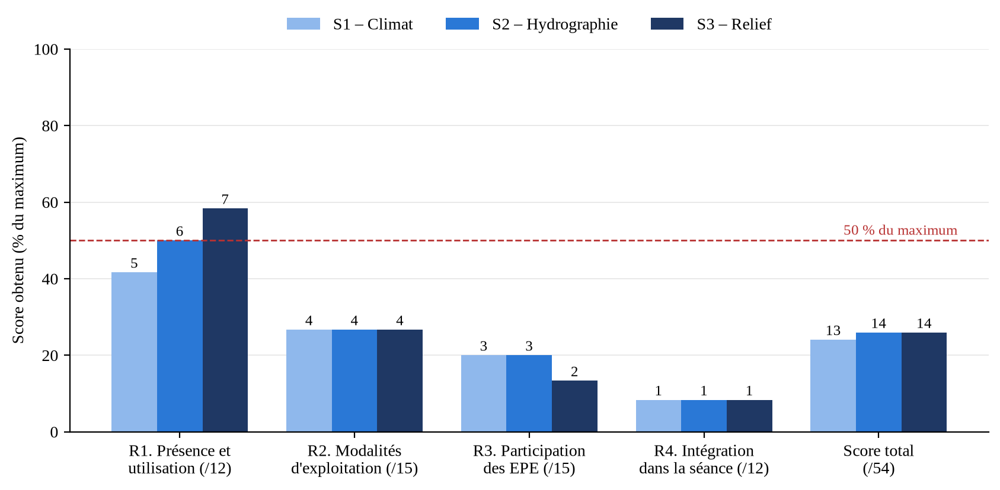 S1 – Climat
S2 – Hydrographie
S3 – Relief
Score obtenu (% du maximum)
100
80
60
40
20
0
50 % du maximum
5
6
7
4
4
4
3
3
2
1
1
1
13
14
14
R1. Présence et
utilisation (/12)
R2. Modalités
d'exploitation (/15)
R3. Participation
des EPE (/15)
R4. Intégration
dans la séance (/12)
Score total
(/54)